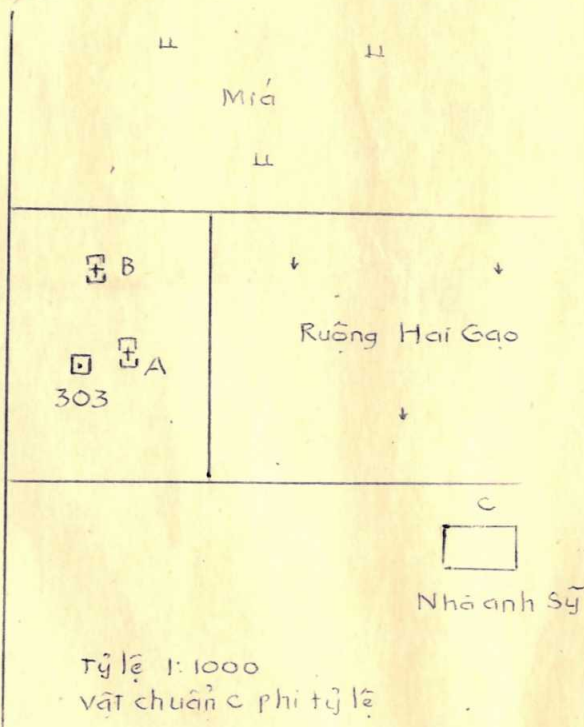 Mía
B
Ruộng Hai Gạo
A
303
C
Nhà anh Sỹ
Tỷ lệ 1:1000
Vật chuẩn C phi tỷ lệ